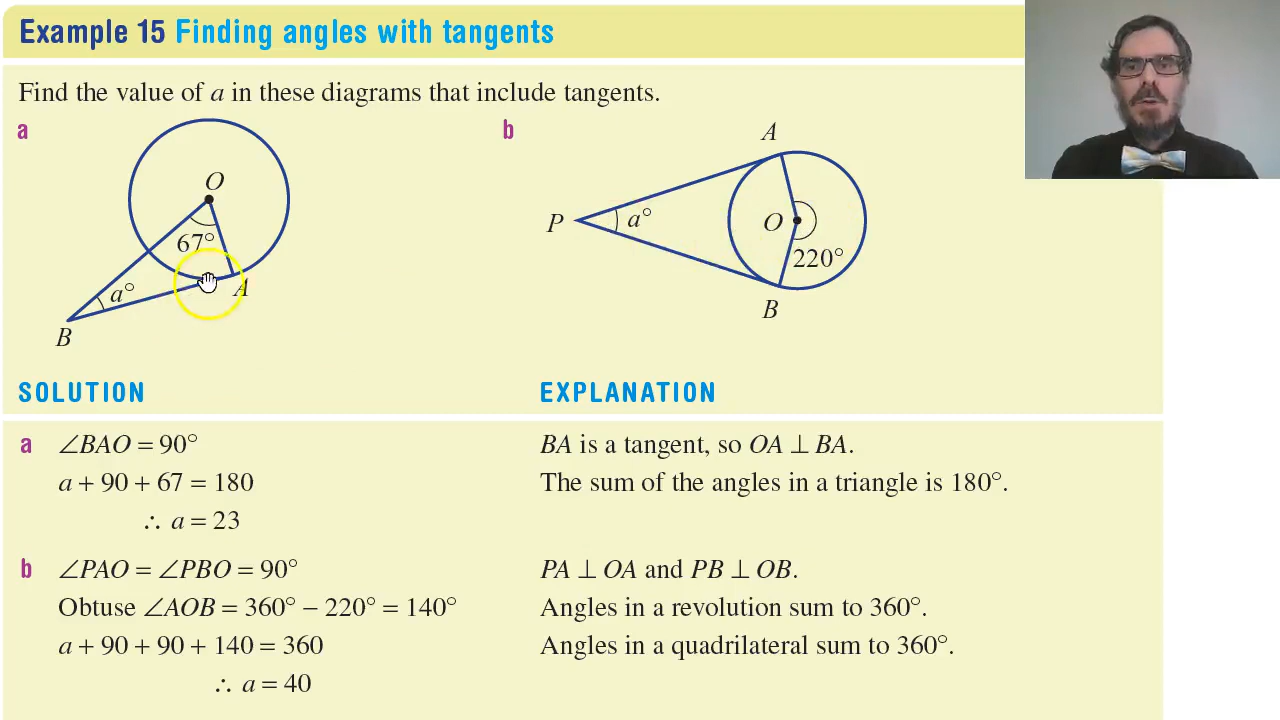 Example 15 Finding angles with tangents
Find the value of a in these diagrams that include tangents.
a
b
O
67°
a°
A
B
A
P
a°
O
220°
B
SOLUTION
EXPLANATION
a ∠BAO = 90°
BA is a tangent, so OA ⊥ BA.
a + 90 + 67 = 180
The sum of the angles in a triangle is 180°.
∴ a = 23
b ∠PAO = ∠PBO = 90°
PA ⊥ OA and PB ⊥ OB.
Obtuse ∠AOB = 360° − 220° = 140°
Angles in a revolution sum to 360°.
a + 90 + 90 + 140 = 360
Angles in a quadrilateral sum to 360°.
∴ a = 40